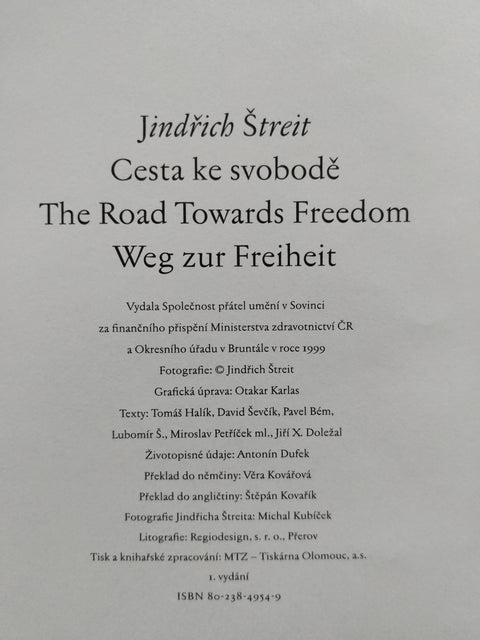 Jindřich Štreit
Cesta ke svobodě
The Road Towards Freedom
Weg zur Freiheit
Vydala Společnost přátel umění v Sovinci
za finančního přispění Ministerstva zdravotnictví ČR
a Okresního úřadu v Bruntále v roce 1999
Fotografie: © Jindřich Štreit
Grafická úprava: Otakar Karlas
Texty: Tomáš Halík, David Ševčík, Pavel Bém,
Lubomír Š., Miroslav Petříček ml., Jiří X. Doležal
Životopisné údaje: Antonín Dufek
Překlad do němčiny: Věra Kovářová
Překlad do angličtiny: Štěpán Kovařík
Fotografie Jindřicha Štreita: Michal Kubíček
Litografie: Regiodesign, s. r. o., Přerov
Tisk a knihařské zpracování: MTZ – Tiskárna Olomouc, a.s.
1. vydání
ISBN 80-238-4954-9